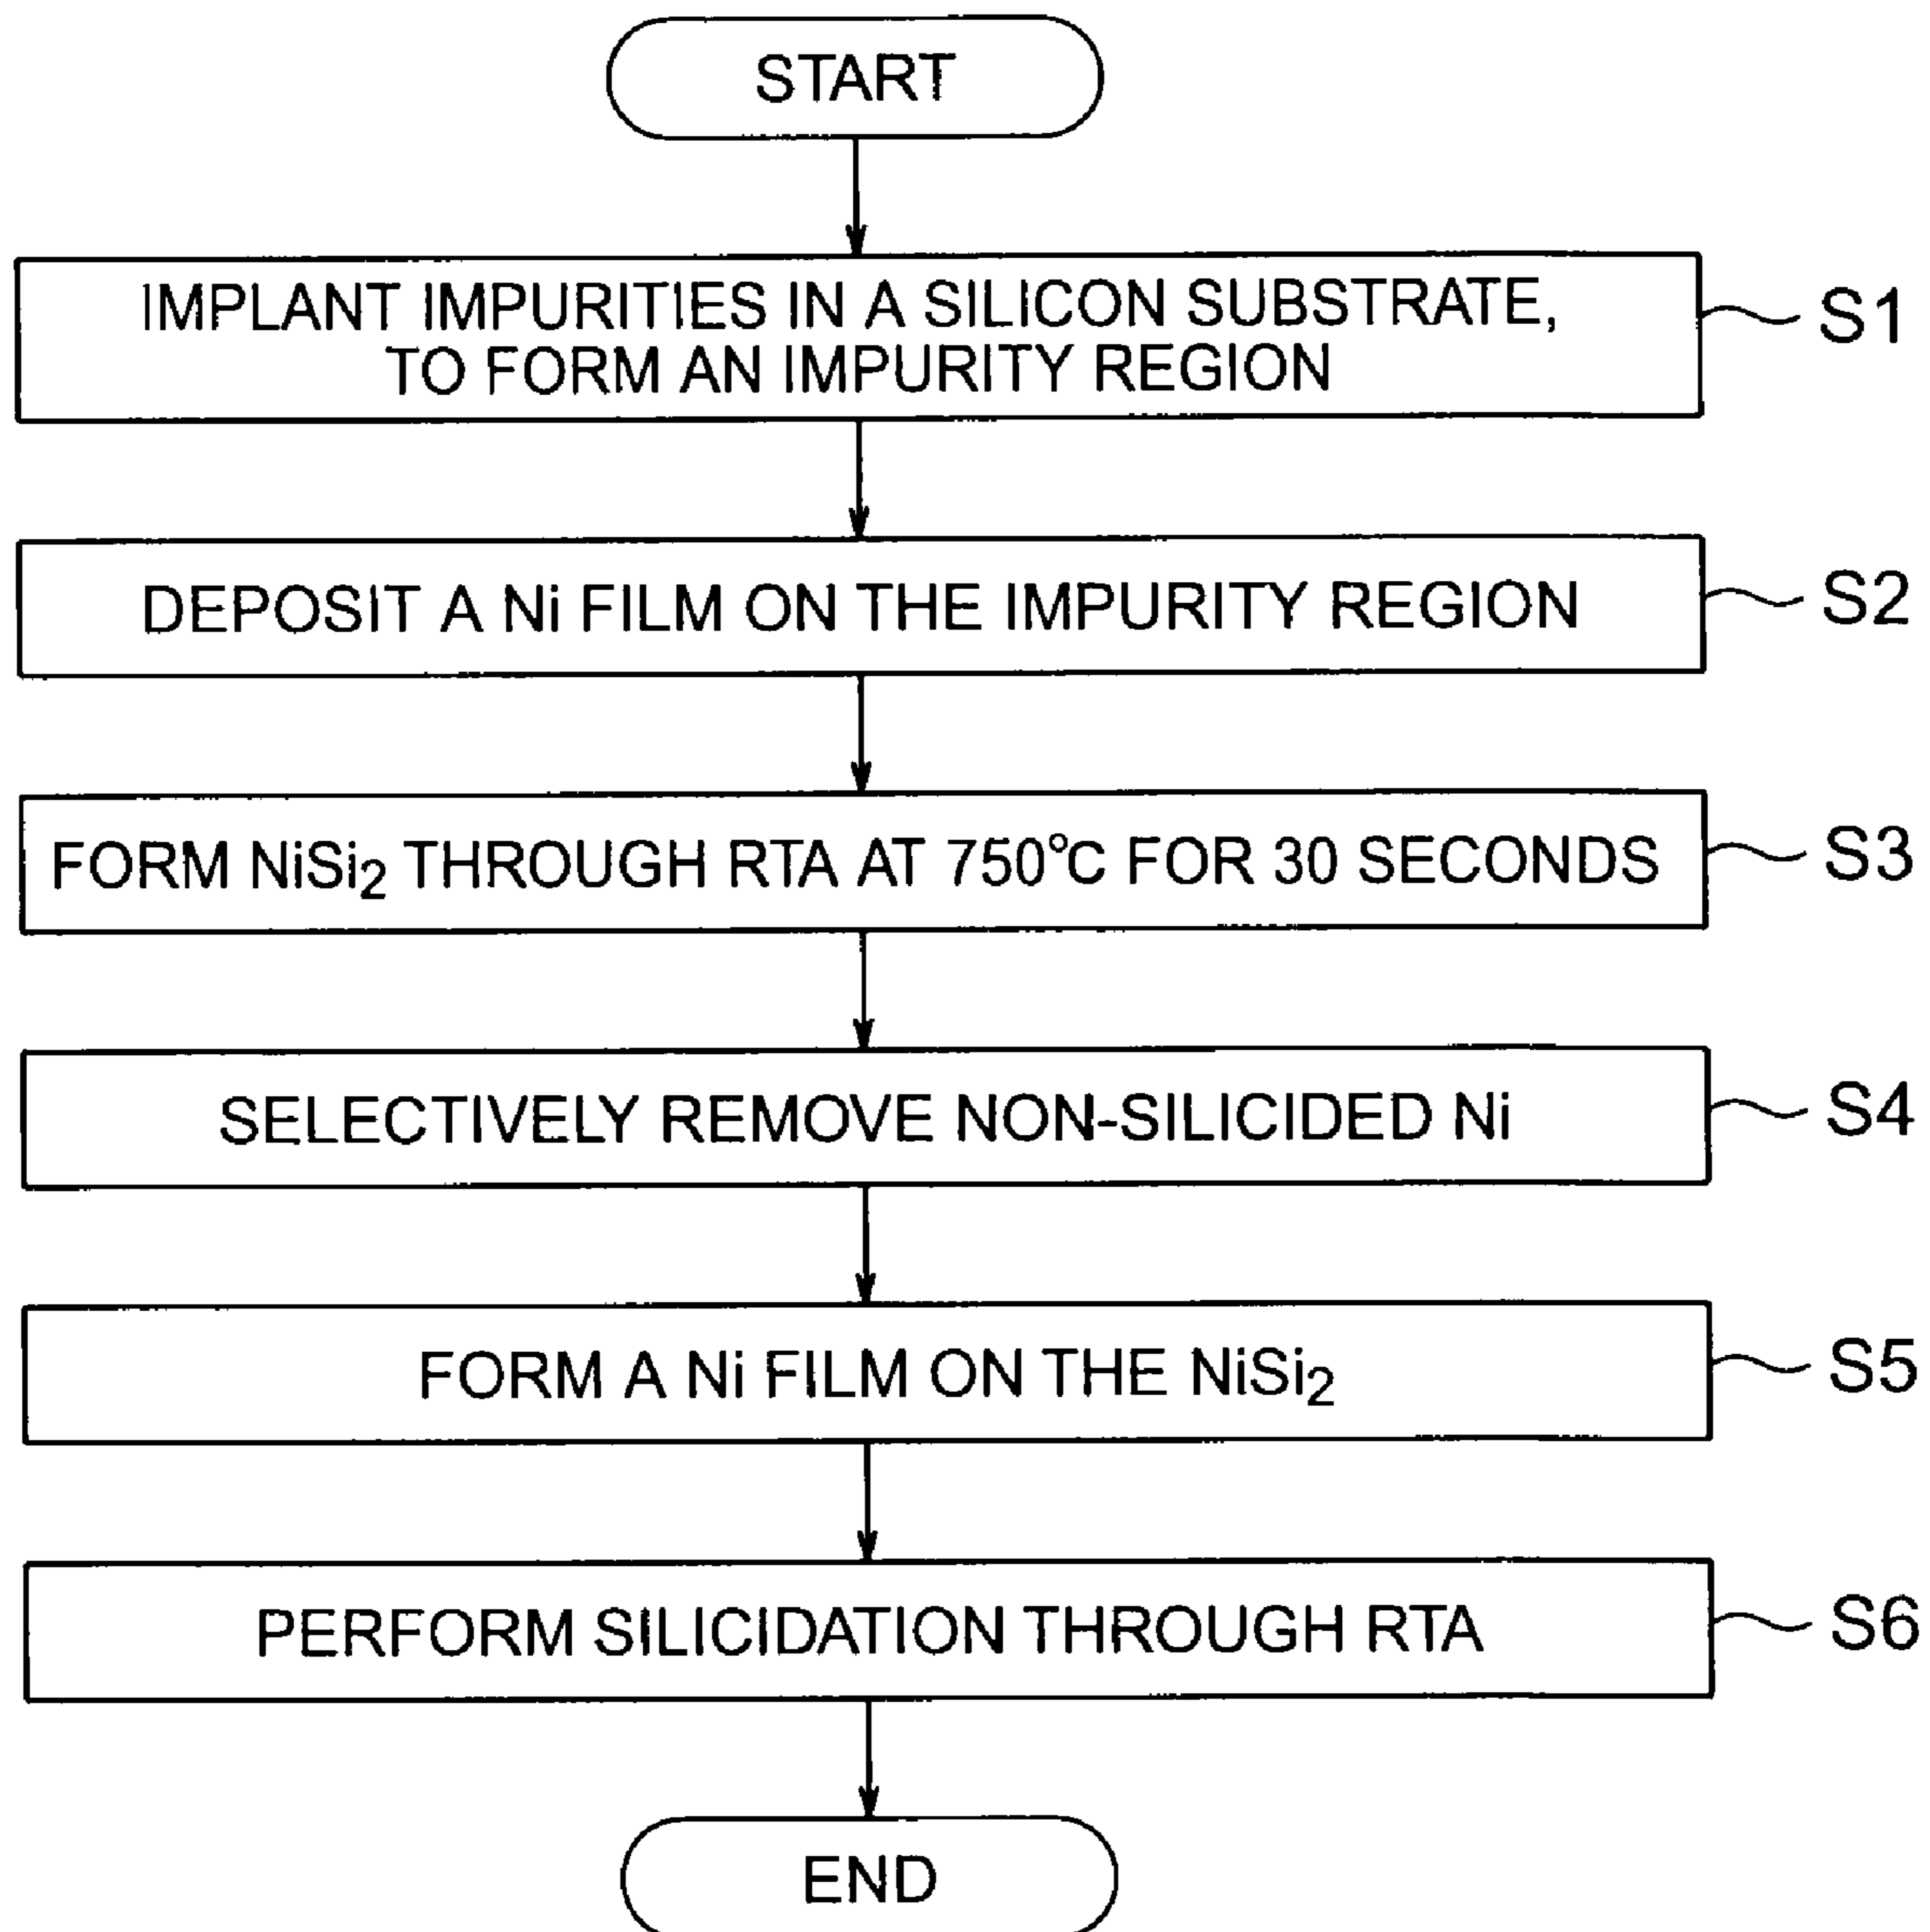 START
IMPLANT IMPURITIES IN A SILICON SUBSTRATE,
TO FORM AN IMPURITY REGION
S1
DEPOSIT A Ni FILM ON THE IMPURITY REGION
S2
FORM NiSi₂ THROUGH RTA AT 750°C FOR 30 SECONDS
S3
SELECTIVELY REMOVE NON-SILICIDED Ni
S4
FORM A Ni FILM ON THE NiSi₂
S5
PERFORM SILICIDATION THROUGH RTA
S6
END